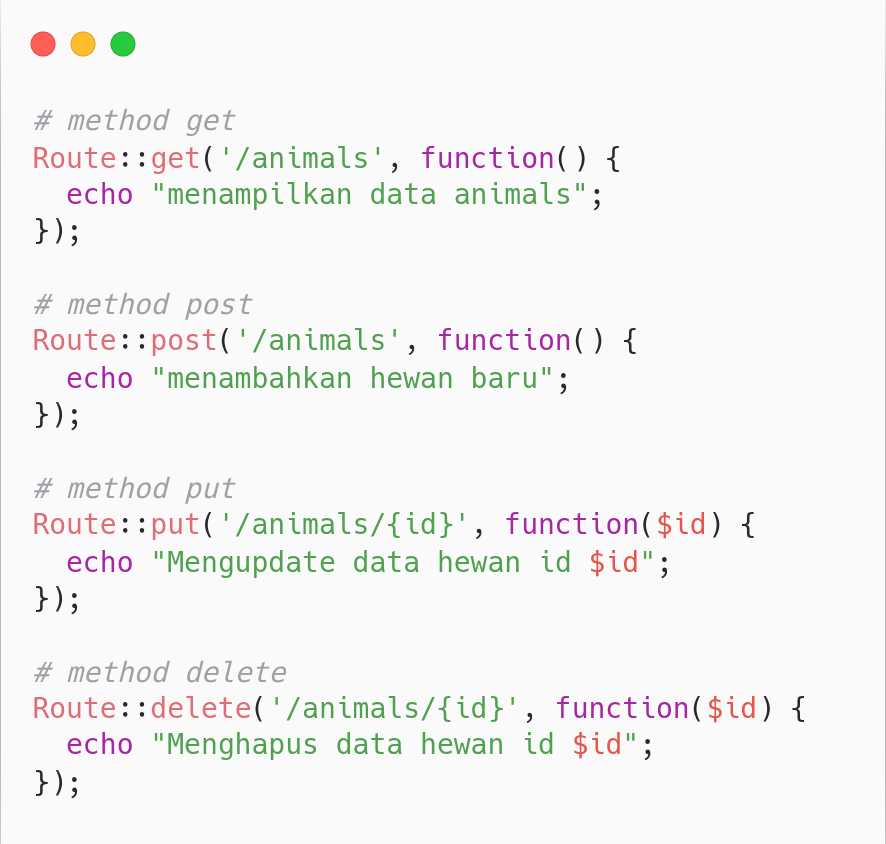 # method get
Route::get('/animals', function() {
  echo "menampilkan data animals";
});

# method post
Route::post('/animals', function() {
  echo "menambahkan hewan baru";
});

# method put
Route::put('/animals/{id}', function($id) {
  echo "Mengupdate data hewan id $id";
});

# method delete
Route::delete('/animals/{id}', function($id) {
  echo "Menghapus data hewan id $id";
});